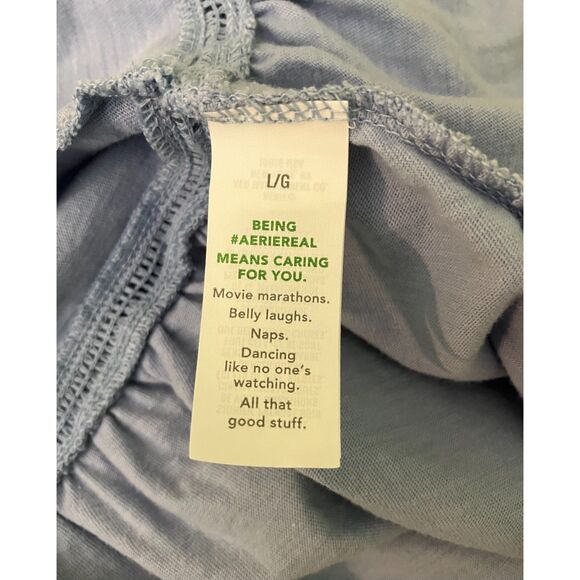 L/G
BEING
#AERIEREAL
MEANS CARING
FOR YOU.
Movie marathons.
Belly laughs.
Naps.
Dancing
like no one's
watching.
All that
good stuff.